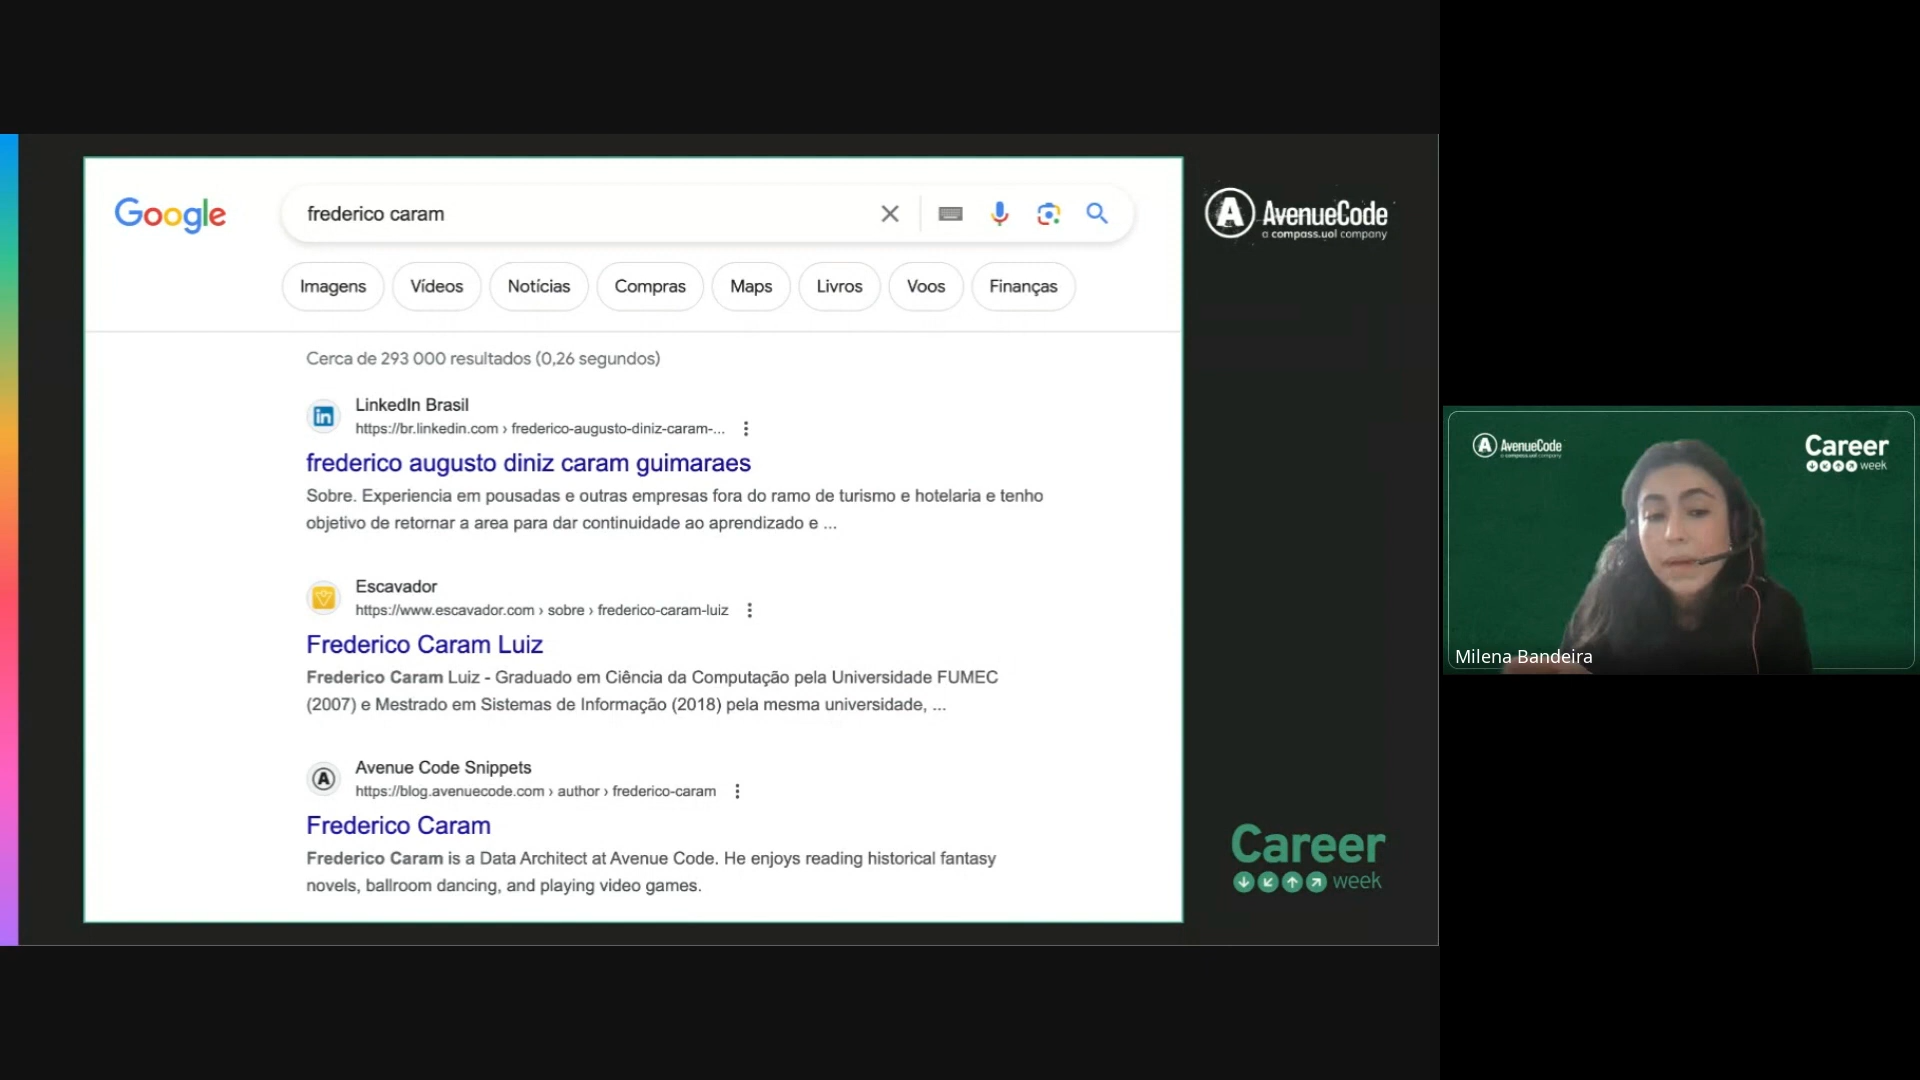 Google
frederico caram
Imagens
Vídeos
Notícias
Compras
Maps
Livros
Voos
Finanças
Cerca de 293 000 resultados (0,26 segundos)
LinkedIn Brasil
https://br.linkedin.com › frederico-augusto-diniz-caram-...
frederico augusto diniz caram guimaraes
Sobre. Experiencia em pousadas e outras empresas fora do ramo de turismo e hotelaria e tenho
objetivo de retornar a area para dar continuidade ao aprendizado e ...
Escavador
https://www.escavador.com › sobre › frederico-caram-luiz
Frederico Caram Luiz
Frederico Caram Luiz - Graduado em Ciência da Computação pela Universidade FUMEC
(2007) e Mestrado em Sistemas de Informação (2018) pela mesma universidade, ...
Avenue Code Snippets
https://blog.avenuecode.com › author › frederico-caram
Frederico Caram
Frederico Caram is a Data Architect at Avenue Code. He enjoys reading historical fantasy
novels, ballroom dancing, and playing video games.
AvenueCode
a compass.uol company
Career
week
AvenueCode
a compass.uol company
Career
week
Milena Bandeira